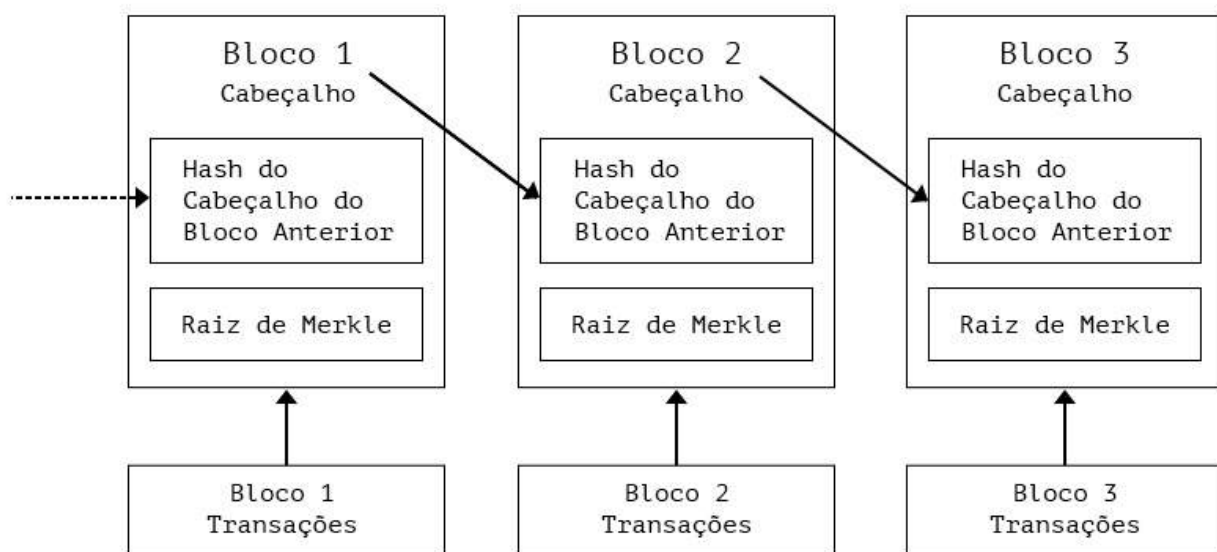 Bloco 1
Cabeçalho
Hash do
Cabeçalho do
Bloco Anterior
Raiz de Merkle
Bloco 1
Transações
Bloco 2
Cabeçalho
Hash do
Cabeçalho do
Bloco Anterior
Raiz de Merkle
Bloco 2
Transações
Bloco 3
Cabeçalho
Hash do
Cabeçalho do
Bloco Anterior
Raiz de Merkle
Bloco 3
Transações